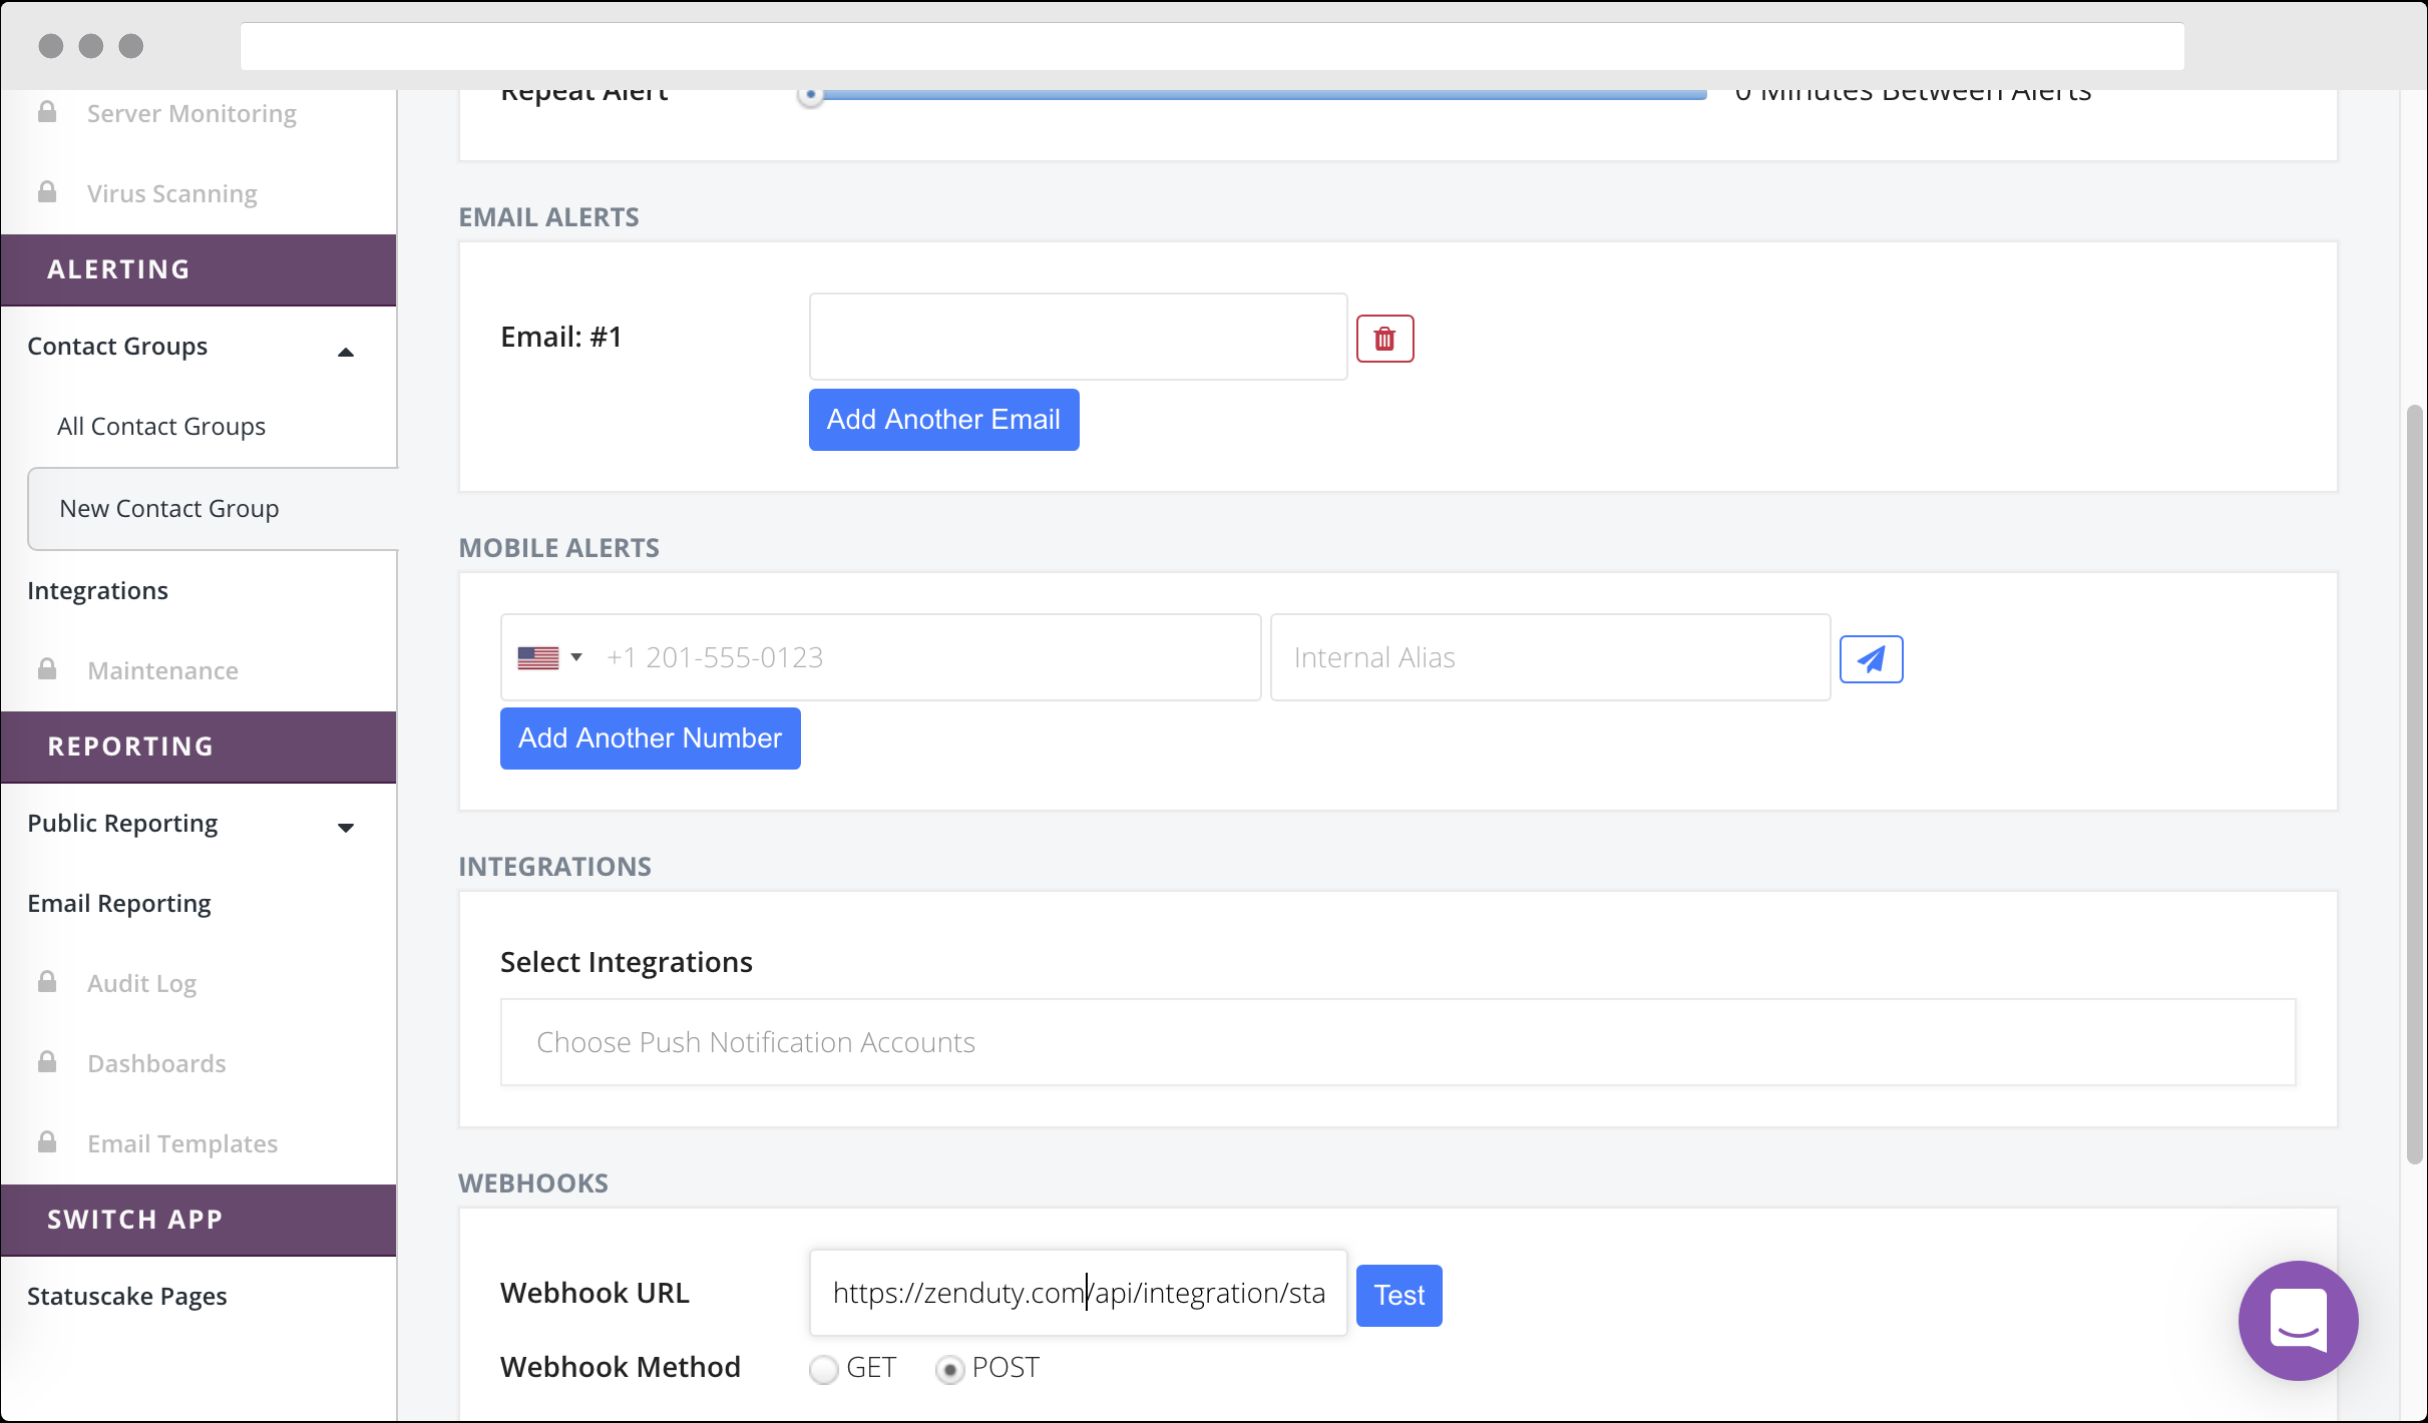 Repeat Alert
0 Minutes Between Alerts
Server Monitoring
Virus Scanning
ALERTING
Contact Groups
All Contact Groups
New Contact Group
Integrations
Maintenance
REPORTING
Public Reporting
Email Reporting
Audit Log
Dashboards
Email Templates
SWITCH APP
Statuscake Pages
EMAIL ALERTS
Email: #1
Add Another Email
MOBILE ALERTS
+1 201-555-0123
Internal Alias
Add Another Number
INTEGRATIONS
Select Integrations
Choose Push Notification Accounts
WEBHOOKS
Webhook URL
https://zenduty.com/api/integration/sta
Test
Webhook Method
GET
POST